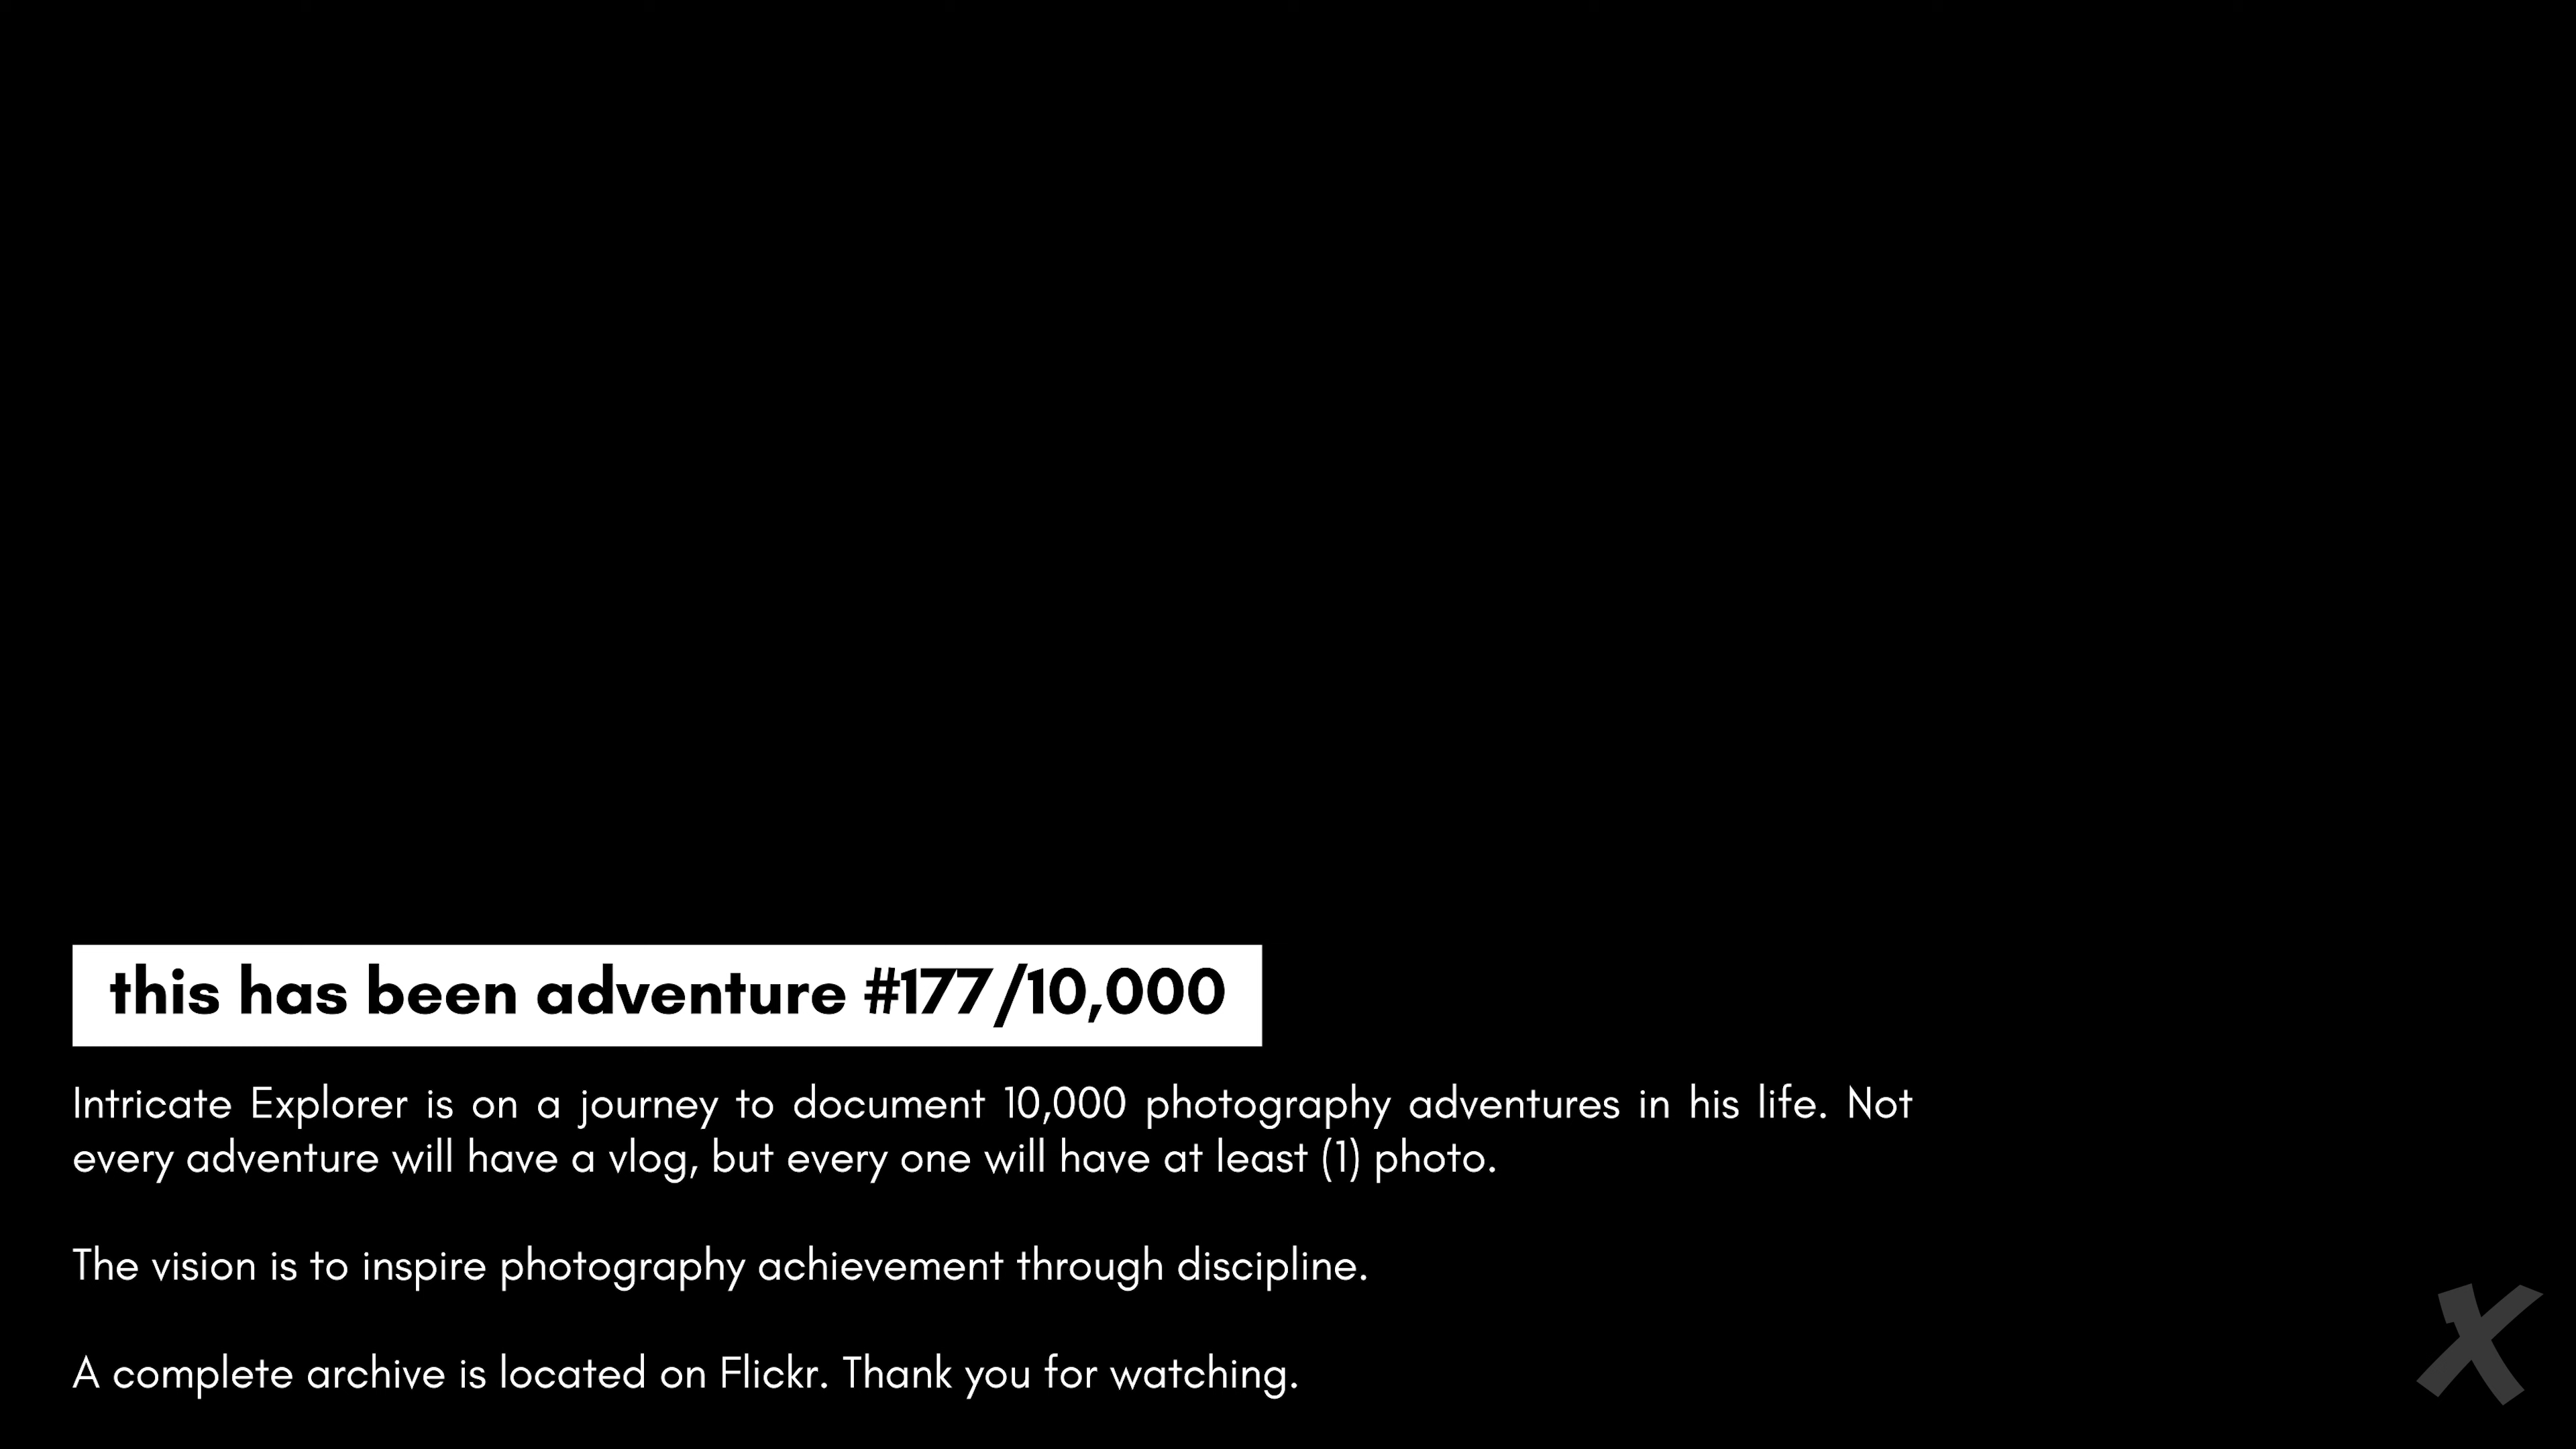 this has been adventure #177/10,000
Intricate Explorer is on a journey to document 10,000 photography adventures in his life. Not
every adventure will have a vlog, but every one will have at least (1) photo.
The vision is to inspire photography achievement through discipline.
A complete archive is located on Flickr. Thank you for watching.